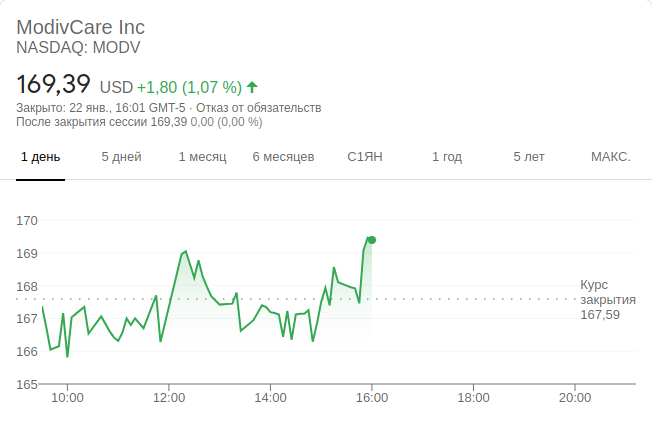 ModivCare Inc
NASDAQ: MODV
169,39 USD +1,80 (1,07 %)
Закрыто: 22 янв., 16:01 GMT-5 · Отказ от обязательств
После закрытия сессии 169,39 0,00 (0,00 %)
1 день 5 дней 1 месяц 6 месяцев С1ЯН 1 год 5 лет МАКС.
170
169
168
167
166
165
Курс
закрытия
167,59
10:00 12:00 14:00 16:00 18:00 20:00